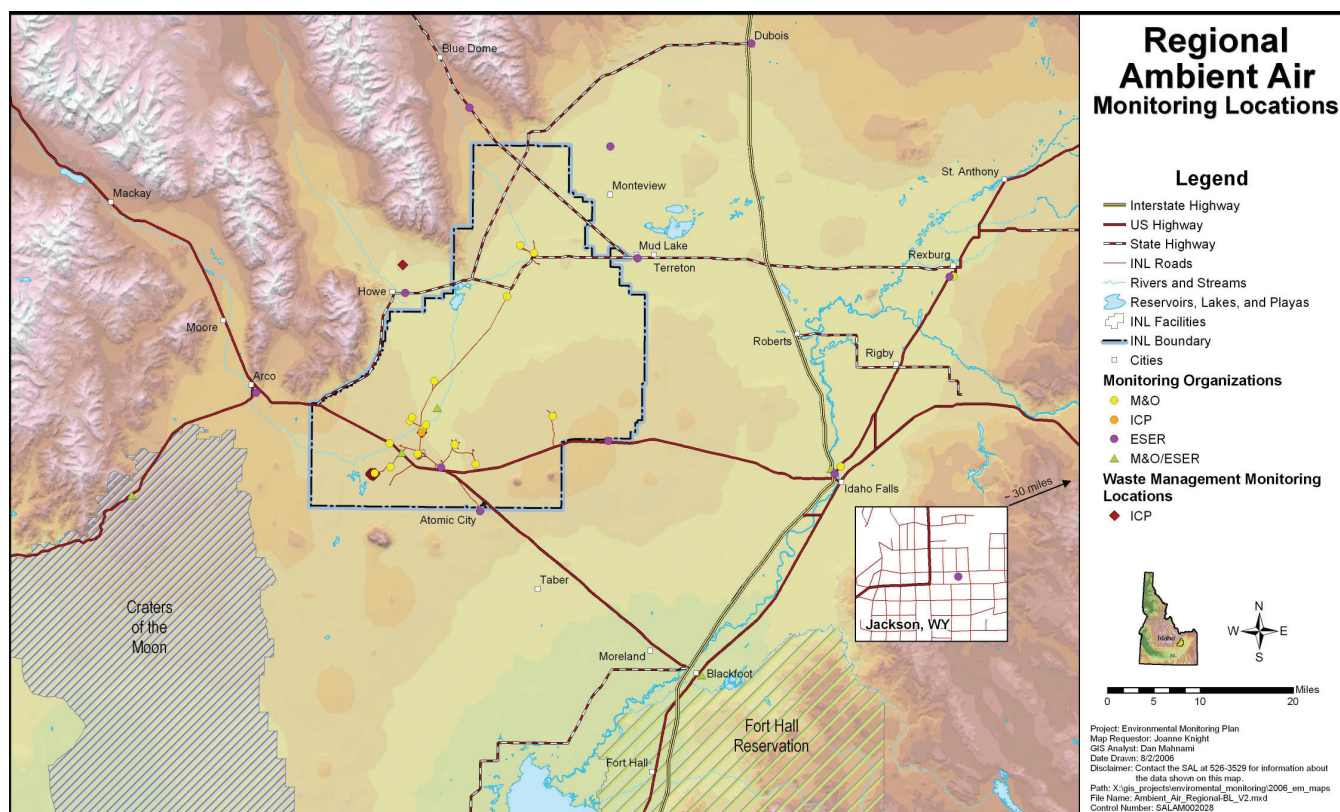 Regional
Ambient Air
Monitoring Locations
Legend
Interstate Highway
US Highway
State Highway
INL Roads
Rivers and Streams
Reservoirs, Lakes, and Playas
INL Facilities
INL Boundary
Cities
Monitoring Organizations
M&O
ICP
ESER
M&O/ESER
Waste Management Monitoring
Locations
ICP
Idaho
N
W
E
S
Miles
0
5
10
20
Project: Environmental Monitoring Plan
Map Requestor: Joanne Knight
GIS Analyst: Dan Mahnami
Date Drawn: 8/2/2006
Disclaimer: Contact the SAL at 526-3529 for information about
the data shown on this map.
Path: X:\gis_projects\enviromental_monitoring\2006_em_maps
File Name: Ambient_Air_Regional-BL_V2.mxd
Control Number: SALAM002028
Dubois
Blue Dome
Mackay
Monteview
St. Anthony
Mud Lake
Terreton
Rexburg
Howe
Moore
Roberts
Rigby
Arco
Idaho Falls
~ 30 miles
Atomic City
Taber
Craters
of the
Moon
Jackson, WY
Moreland
Blackfoot
Fort Hall
Reservation
Fort Hall